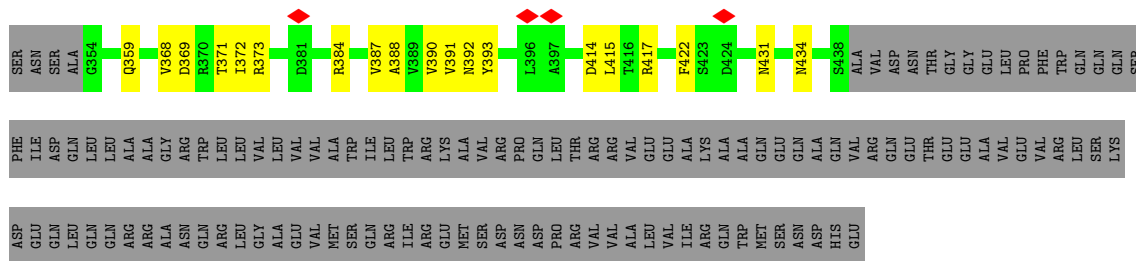 SER ASN SER ALA G354 Q359 V368 D369 R370 T371 I372 R373 D381 R384 V387 A388 V389 V390 V391 N392 Y393 L396 A397 D414 L415 T416 R417 F422 S423 D424 N431 N434 S438 ALA VAL ASP ASN THR GLY GLY GLU LEU PRO PHE TRP GLN GLN GLN SER
PHE ILE ASP GLN LEU LEU ALA ALA GLY ARG TRP LEU LEU VAL LEU VAL VAL ALA TRP ILE LEU TRP ARG LYS ALA VAL ARG PRO GLN LEU THR ARG ARG VAL GLU GLU ALA LYS ALA ALA GLN GLU GLN ALA GLN VAL ARG GLN GLU THR GLU GLU ALA VAL GLU VAL ARG LEU SER LYS
ASP GLU GLN LEU GLN GLN ARG ARG ALA ASN GLN ARG LEU GLY ALA GLU VAL MET SER GLN ARG ILE ARG GLU MET SER ASP ASN ASP PRO ARG VAL VAL ALA LEU VAL ILE ARG GLN TRP MET SER ASN ASP HIS GLU